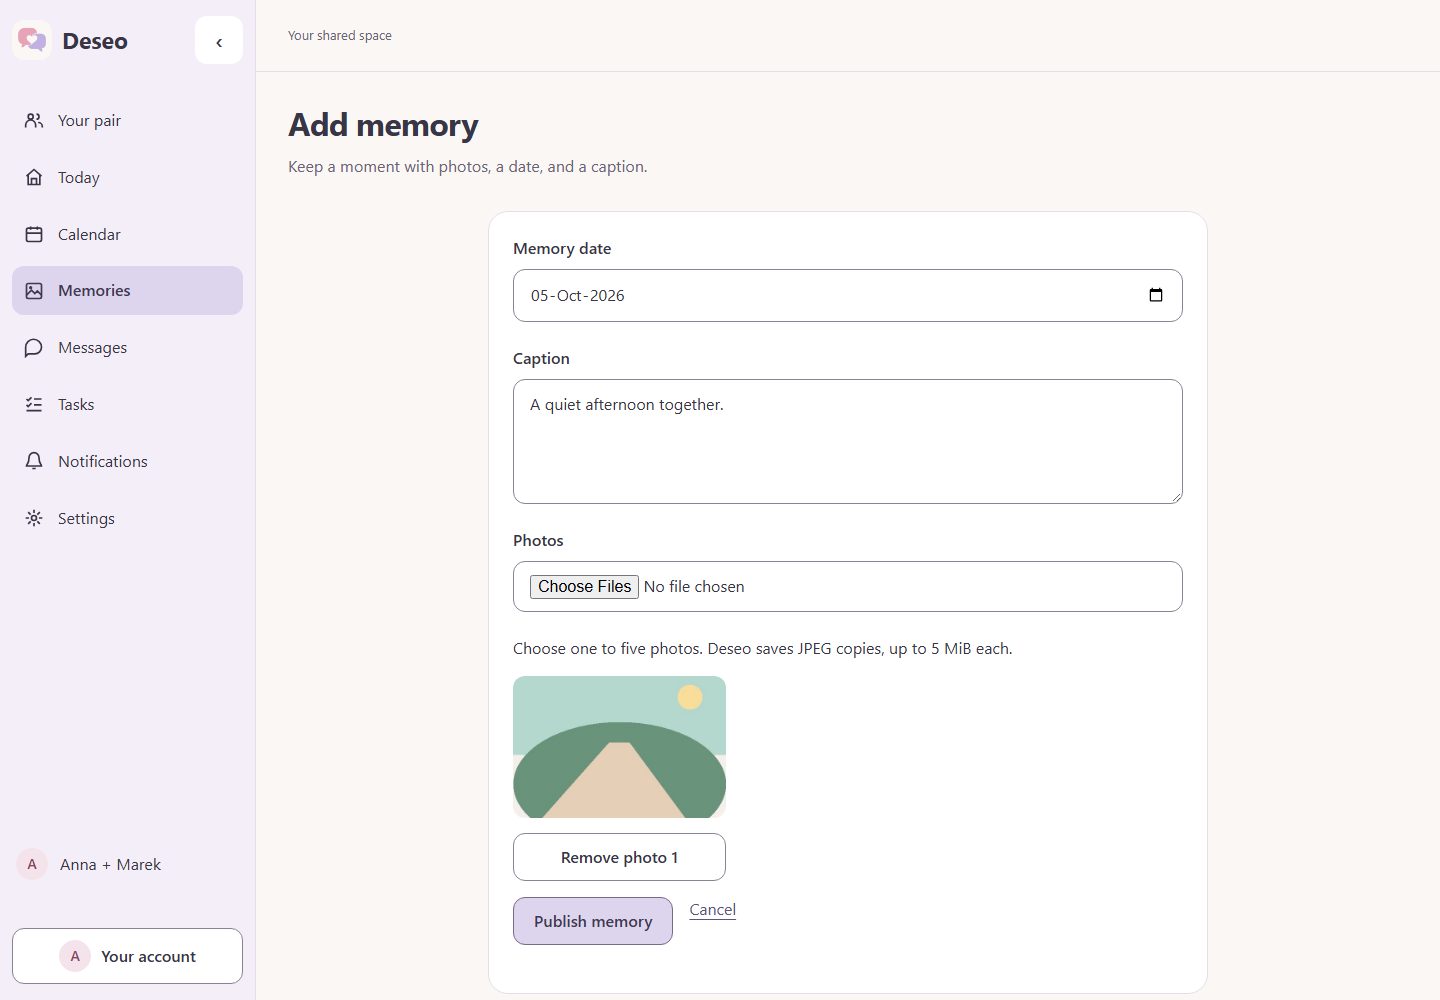 Deseo
‹
Your pair
Today
Calendar
Memories
Messages
Tasks
Notifications
Settings
A
Anna + Marek
A
Your account
Your shared space
Add memory
Keep a moment with photos, a date, and a caption.
Memory date
05-Oct-2026
Caption
A quiet afternoon together.
Photos
Choose Files No file chosen
Choose one to five photos. Deseo saves JPEG copies, up to 5 MiB each.
Remove photo 1
Publish memory
Cancel